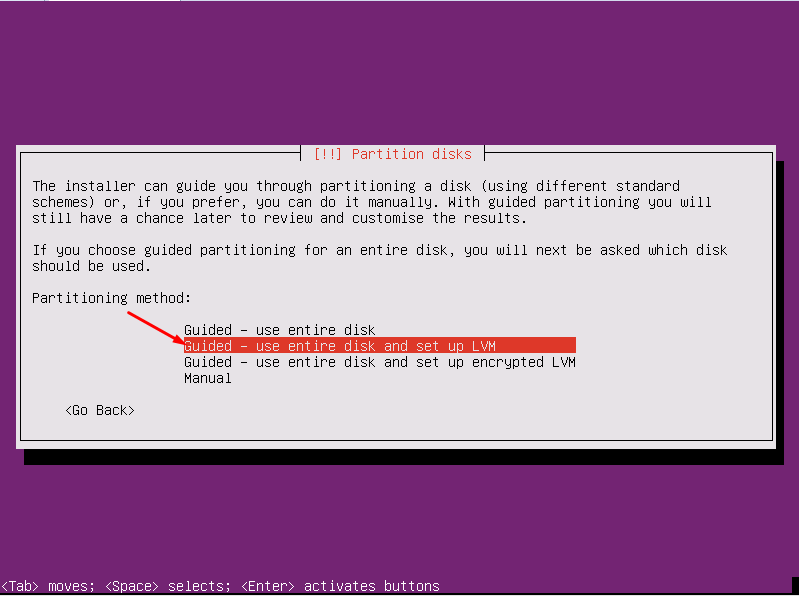 [!!] Partition disks
The installer can guide you through partitioning a disk (using different standard
schemes) or, if you prefer, you can do it manually. With guided partitioning you will
still have a chance later to review and customise the results.
If you choose guided partitioning for an entire disk, you will next be asked which disk
should be used.
Partitioning method:
Guided – use entire disk
Guided – use entire disk and set up LVM
Guided – use entire disk and set up encrypted LVM
Manual
<Go Back>
<Tab> moves; <Space> selects; <Enter> activates buttons